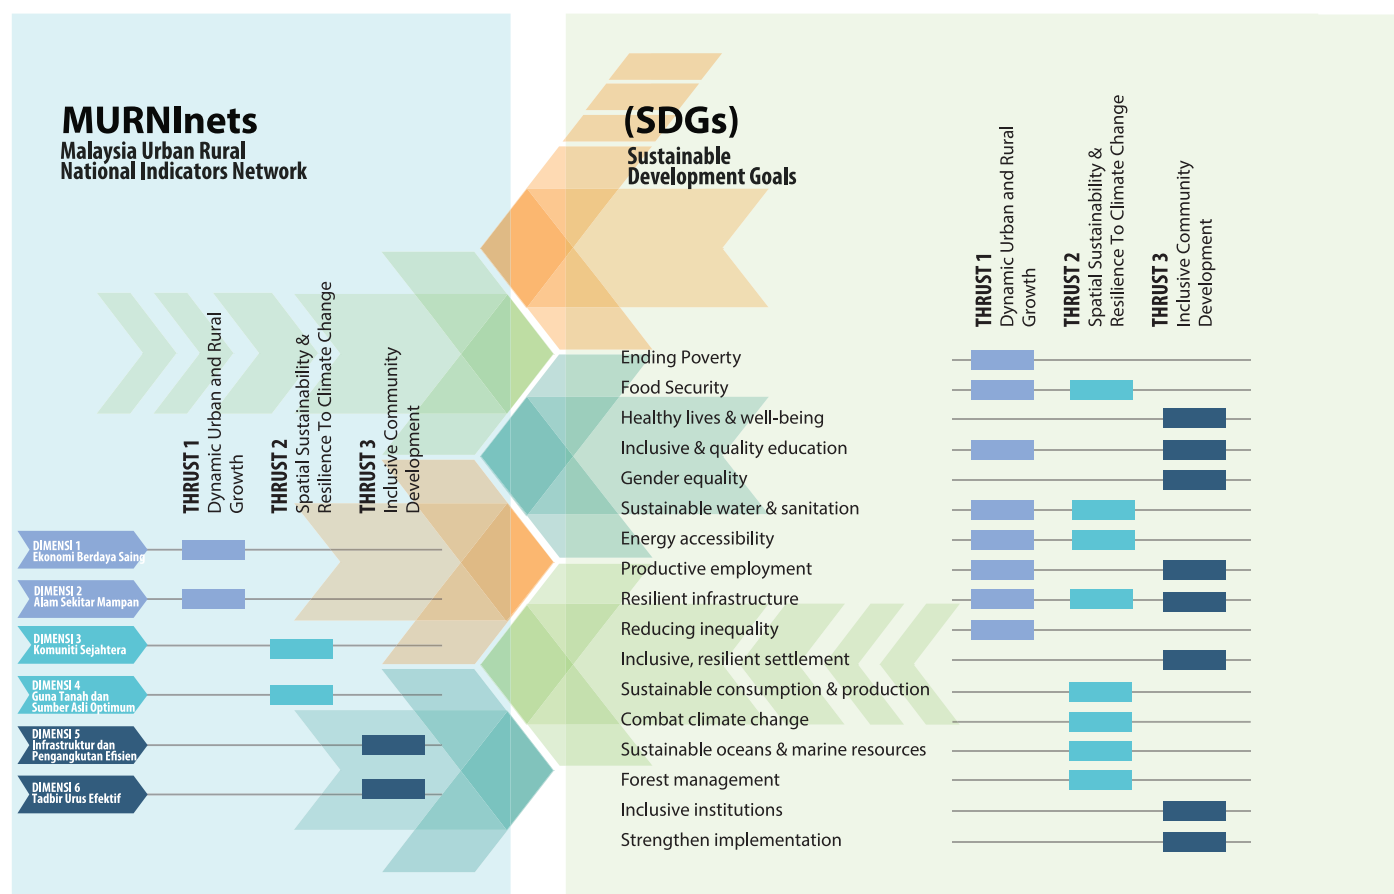 MURNInets
Malaysia Urban Rural
National Indicators Network
THRUST 1
Dynamic Urban and Rural
Growth
THRUST 2
Spatial Sustainability &
Resilience To Climate Change
THRUST 3
Inclusive Community
Development
DIMENSI 1
Ekonomi Berdaya Saing
DIMENSI 2
Alam Sekitar Mampan
DIMENSI 3
Komuniti Sejahtera
DIMENSI 4
Guna Tanah dan
Sumber Asli Optimum
DIMENSI 5
Infrastruktur dan
Pengangkutan Efisien
DIMENSI 6
Tadbir Urus Efektif
(SDGs)
Sustainable
Development Goals
THRUST 1
Dynamic Urban and Rural
Growth
THRUST 2
Spatial Sustainability &
Resilience To Climate Change
THRUST 3
Inclusive Community
Development
Ending Poverty
Food Security
Healthy lives & well-being
Inclusive & quality education
Gender equality
Sustainable water & sanitation
Energy accessibility
Productive employment
Resilient infrastructure
Reducing inequality
Inclusive, resilient settlement
Sustainable consumption & production
Combat climate change
Sustainable oceans & marine resources
Forest management
Inclusive institutions
Strengthen implementation